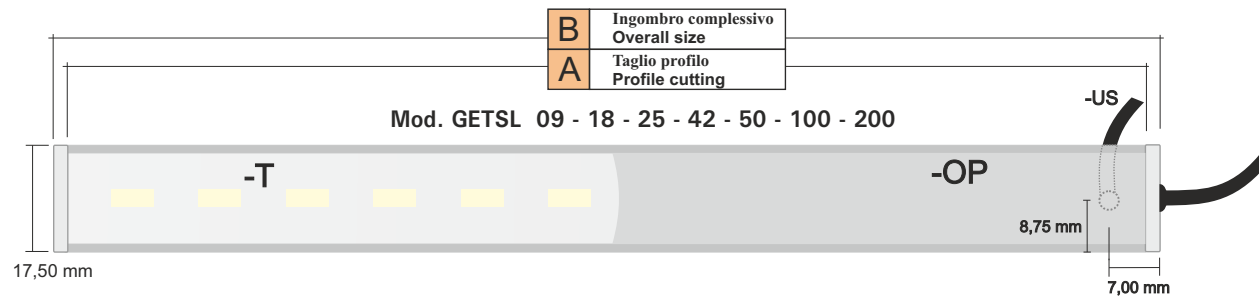 B
Ingombro complessivo
Overall size
A
Taglio profilo
Profile cutting
-US
Mod. GETSL 09 - 18 - 25 - 42 - 50 - 100 - 200
-T
-OP
8,75 mm
17,50 mm
7,00 mm